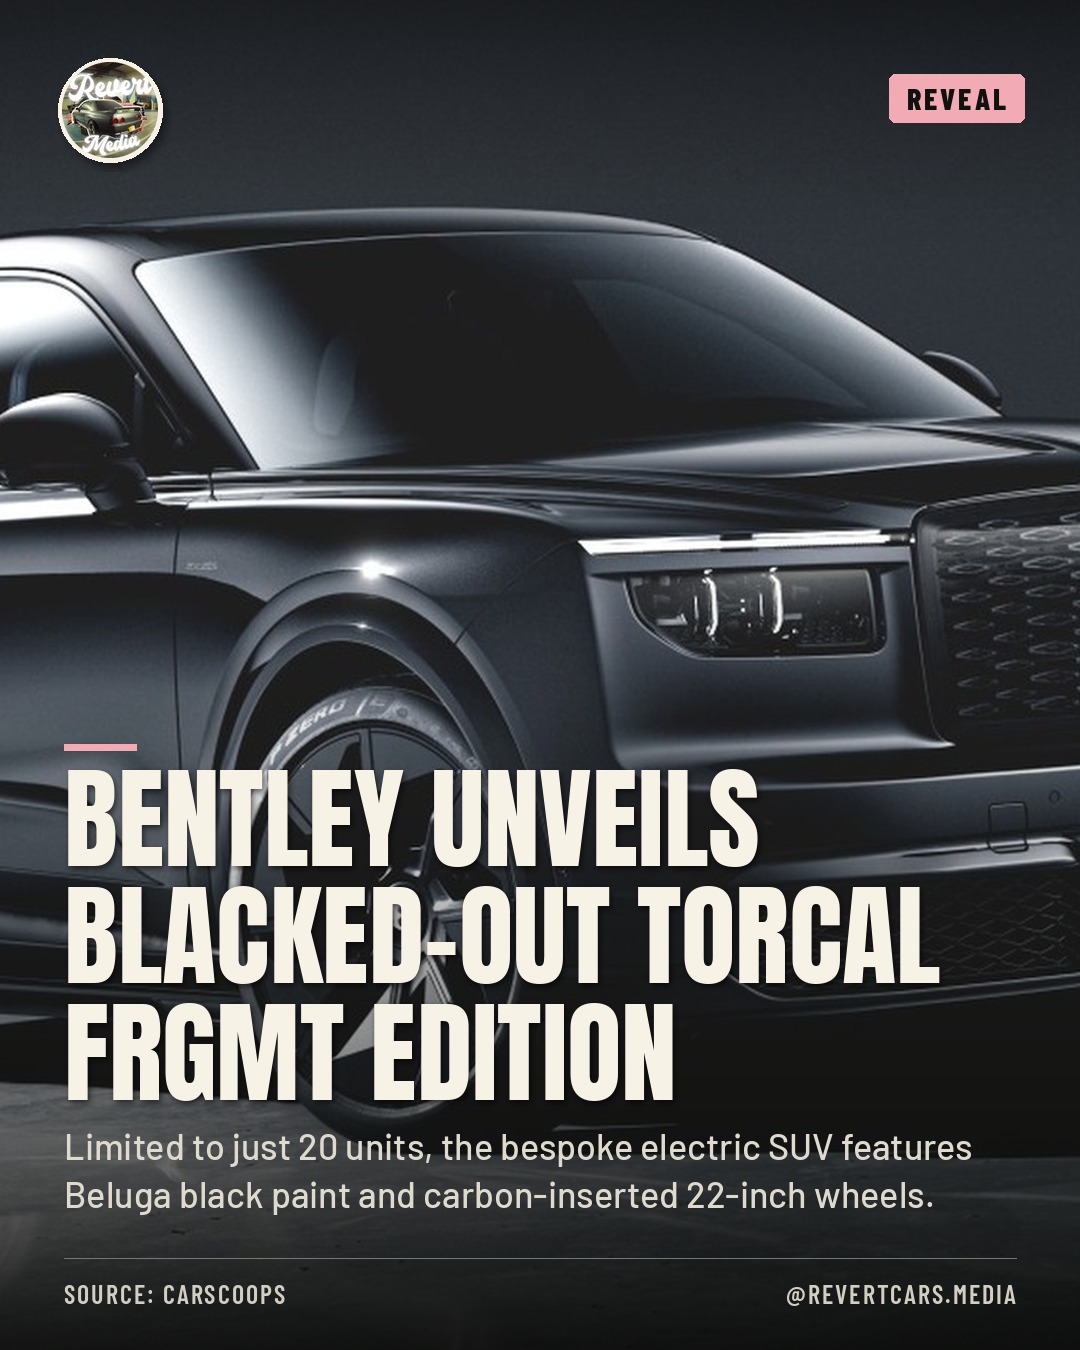 Revert
Media
REVEAL
P ZERO
BENTLEY UNVEILS
BLACKED-OUT TORCAL
FRGMT EDITION
Limited to just 20 units, the bespoke electric SUV features
Beluga black paint and carbon-inserted 22-inch wheels.
SOURCE: CARSCOOPS
@REVERTCARS.MEDIA